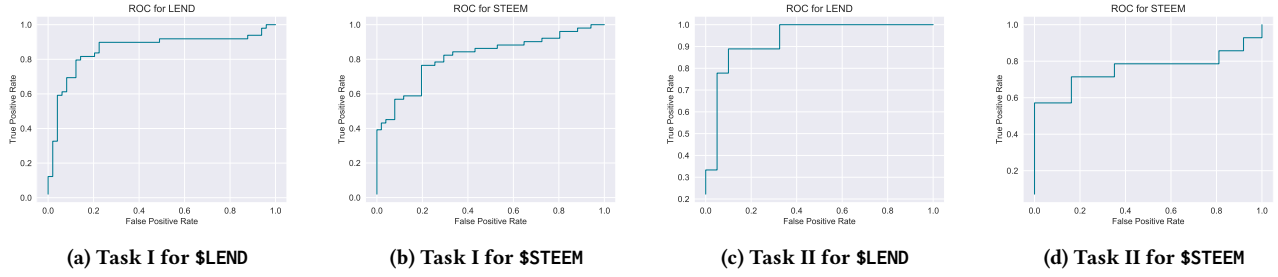 ROC for LEND
True Positive Rate
1.0
0.8
0.6
0.4
0.2
0.0
0.0 0.2 0.4 0.6 0.8 1.0
False Positive Rate
(a) Task I for $LEND
ROC for STEEM
True Positive Rate
1.0
0.8
0.6
0.4
0.2
0.0
0.0 0.2 0.4 0.6 0.8 1.0
False Positive Rate
(b) Task I for $STEEM
ROC for LEND
True Positive Rate
1.0
0.9
0.8
0.7
0.6
0.5
0.4
0.3
0.2
0.0 0.2 0.4 0.6 0.8 1.0
False Positive Rate
(c) Task II for $LEND
ROC for STEEM
True Positive Rate
1.0
0.8
0.6
0.4
0.2
0.0 0.2 0.4 0.6 0.8 1.0
False Positive Rate
(d) Task II for $STEEM